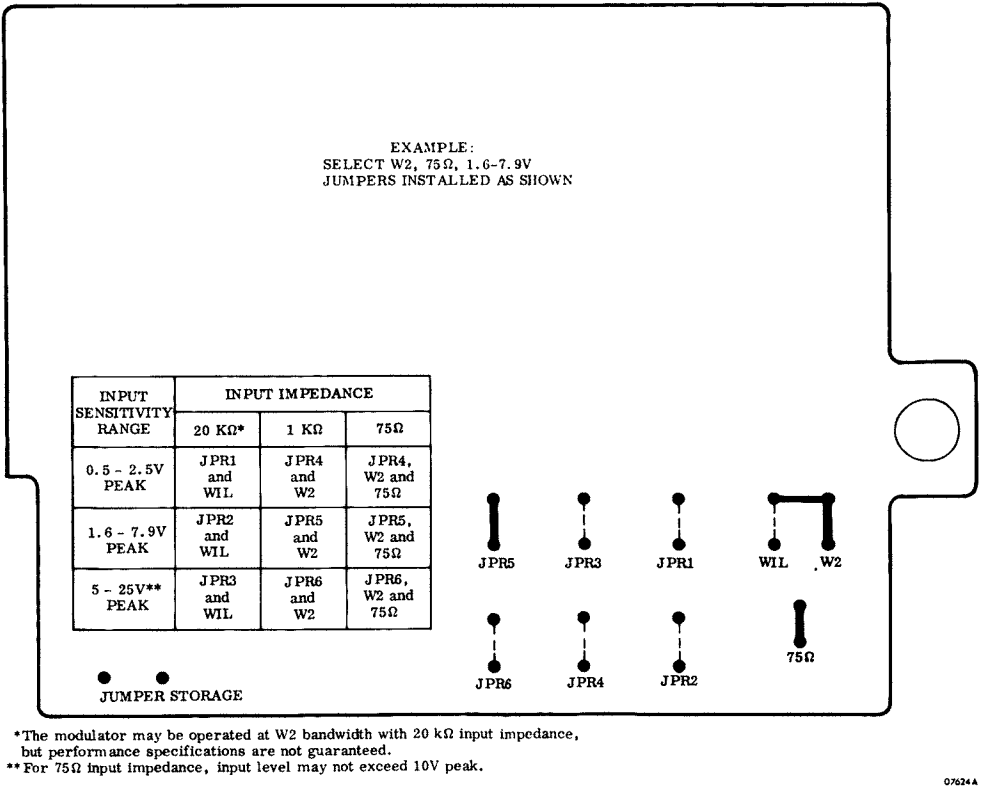 EXAMPLE:
SELECT W2, 75Ω, 1.6-7.9V
JUMPERS INSTALLED AS SHOWN
INPUT SENSITIVITY RANGE
INPUT IMPEDANCE
20 KΩ*
1 KΩ
75Ω
0.5 - 2.5V PEAK
JPR1 and WIL
JPR4 and W2
JPR4, W2 and 75Ω
1.6 - 7.9V PEAK
JPR2 and WIL
JPR5 and W2
JPR5, W2 and 75Ω
5 - 25V** PEAK
JPR3 and WIL
JPR6 and W2
JPR6, W2 and 75Ω
JPR5
JPR3
JPR1
WIL
W2
JPR6
JPR4
JPR2
75Ω
JUMPER STORAGE
*The modulator may be operated at W2 bandwidth with 20 kΩ input impedance,
but performance specifications are not guaranteed.
**For 75Ω input impedance, input level may not exceed 10V peak.
07624A